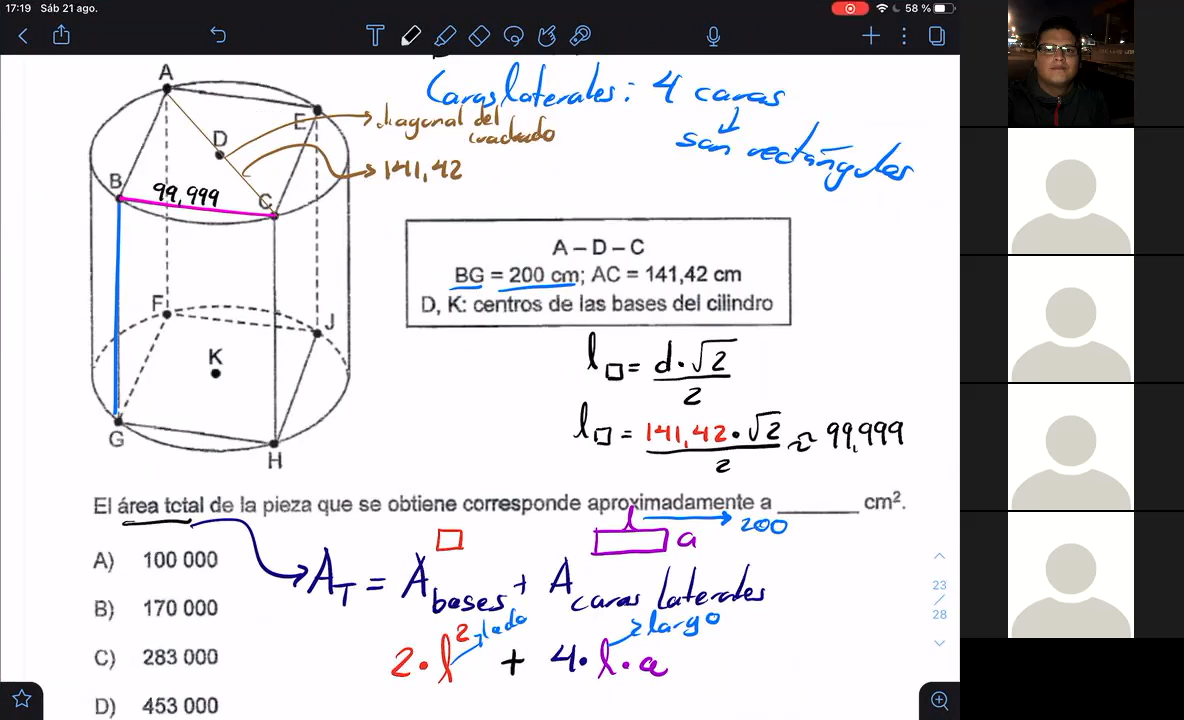 17:19 Sáb 21 ago.
58 %
Caras laterales: 4 caras
son rectángulos
A
E
D
diagonal del
cuadrado
141,42
B
99,999
C
A – D – C
BG = 200 cm; AC = 141,42 cm
D, K: centros de las bases del cilindro
F
J
K
G
H
l□ = d·√2
2
l□ = 141,42·√2 ≈ 99,999
2
El área total de la pieza que se obtiene corresponde aproximadamente a ________ cm².
l
200
a
A) 100 000
A_T = A_bases + A_caras laterales
B) 170 000
lado
largo
C) 283 000
2·l² + 4·l·a
D) 453 000
23
/
28